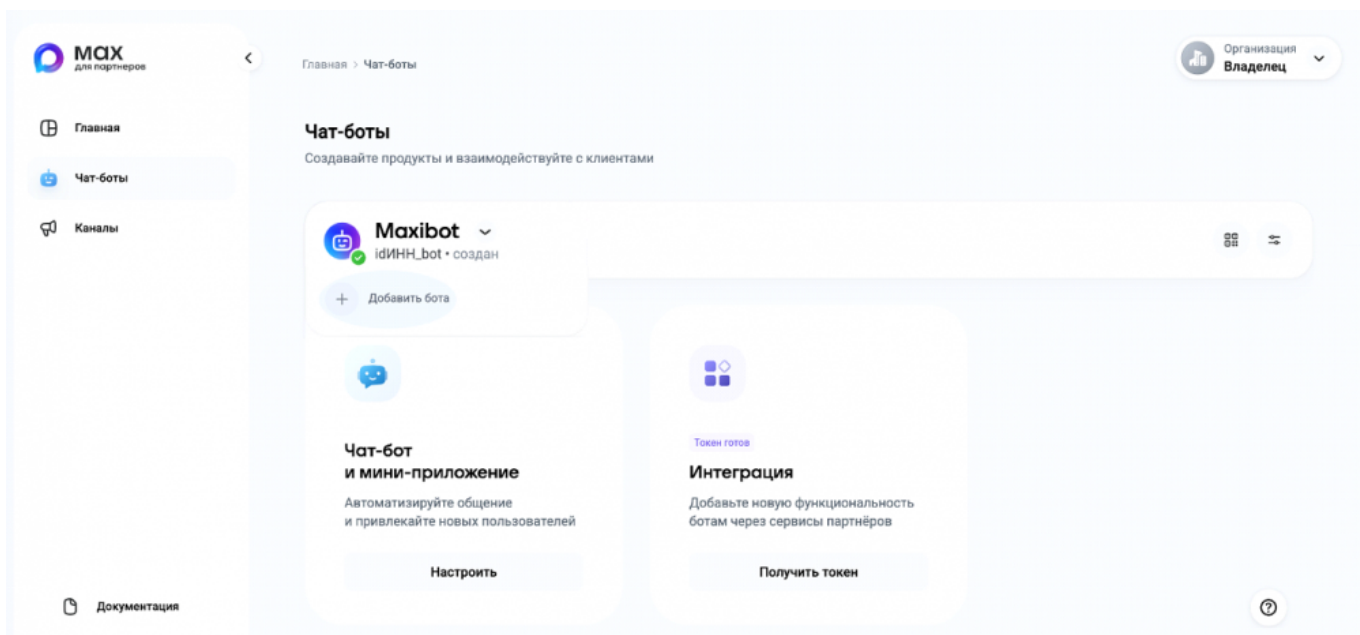 max
для партнеров
Главная > Чат-боты
Организация
Владелец
Главная
Чат-боты
Каналы
Чат-боты
Создавайте продукты и взаимодействуйте с клиентами
Maxibot
idИНН_bot • создан
+ Добавить бота
Чат-бот
и мини-приложение
Автоматизируйте общение
и привлекайте новых пользователей
Настроить
Токен готов
Интеграция
Добавьте новую функциональность
ботам через сервисы партнёров
Получить токен
Документация
?